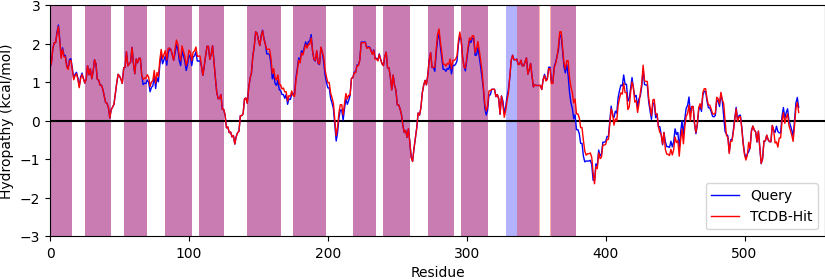 Hydropathy (kcal/mol)
3
2
1
0
−1
−2
−3
0 100 200 300 400 500
Residue
Query
TCDB-Hit